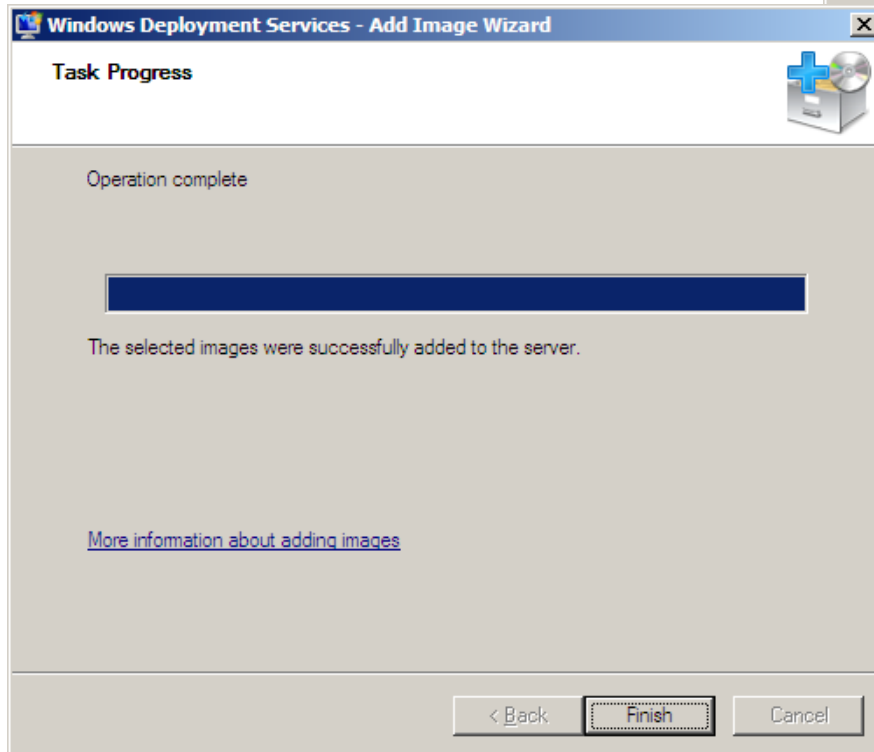 Windows Deployment Services - Add Image Wizard
Task Progress
Operation complete
The selected images were successfully added to the server.
More information about adding images
< Back
Finish
Cancel